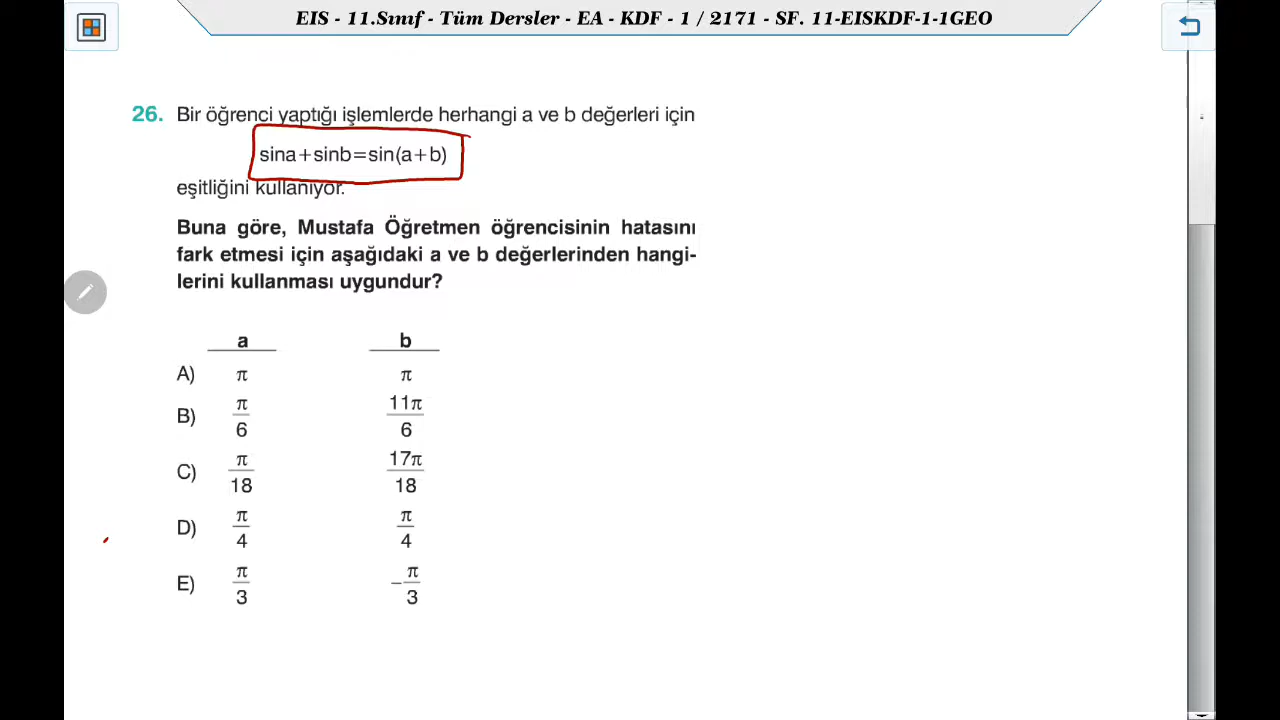 EIS - 11.Sınıf - Tüm Dersler - EA - KDF - 1 / 2171 - SF. 11-EISKDF-1-1GEO
26. Bir öğrenci yaptığı işlemlerde herhangi a ve b değerleri için
sina+sinb=sin(a+b)
eşitliğini kullanıyor.
Buna göre, Mustafa Öğretmen öğrencisinin hatasını
fark etmesi için aşağıdaki a ve b değerlerinden hangi-
lerini kullanması uygundur?
a b
A) π π
B) π/6 11π/6
C) π/18 17π/18
D) π/4 π/4
E) π/3 -π/3